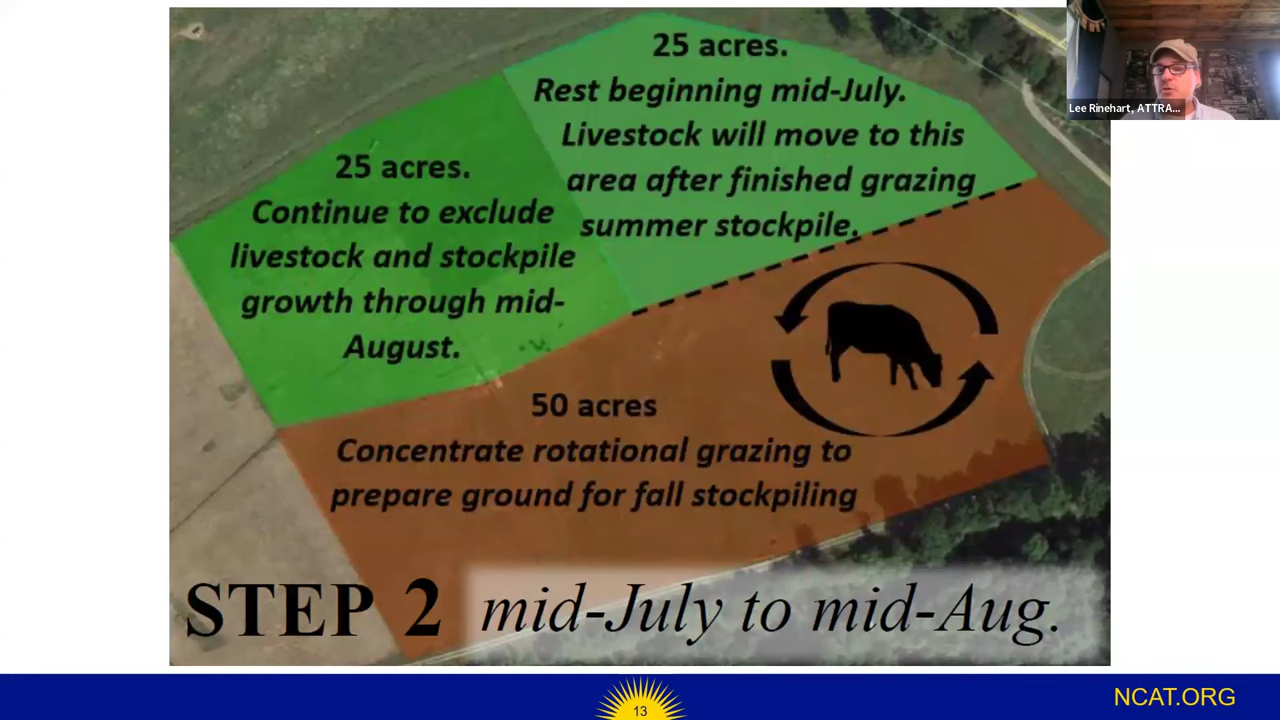 25 acres.
Rest beginning mid-July.
Livestock will move to this
area after finished grazing
summer stockpile.
25 acres.
Continue to exclude
livestock and stockpile
growth through mid-
August.
50 acres
Concentrate rotational grazing to
prepare ground for fall stockpiling
STEP 2 mid-July to mid-Aug.
Lee Rinehart, ATTRA...
13
NCAT.ORG